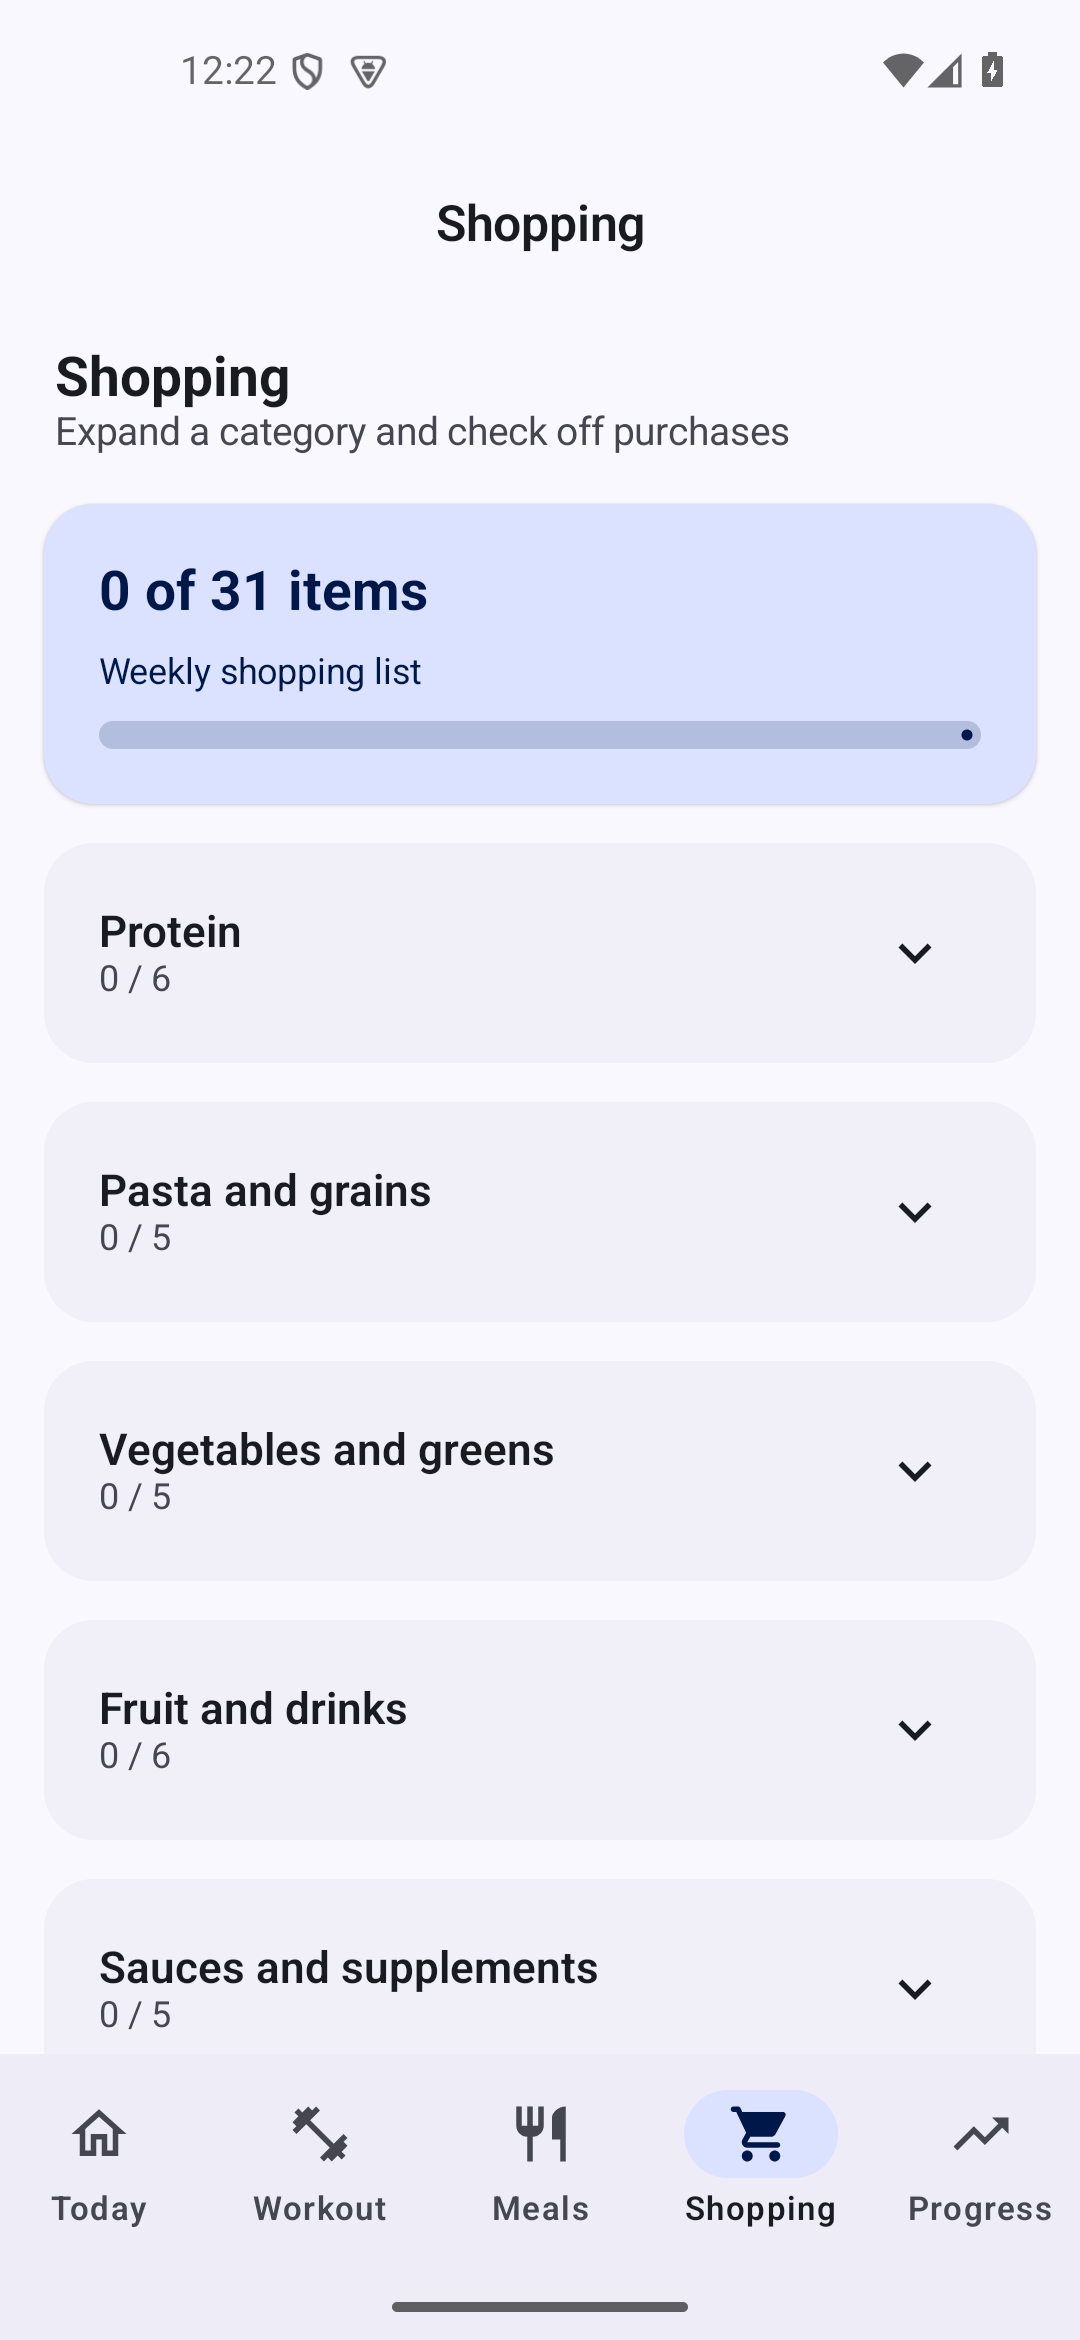 12:22
Shopping
Shopping
Expand a category and check off purchases
0 of 31 items
Weekly shopping list
Protein
0 / 6
Pasta and grains
0 / 5
Vegetables and greens
0 / 5
Fruit and drinks
0 / 6
Sauces and supplements
0 / 5
Today Workout Meals Shopping Progress